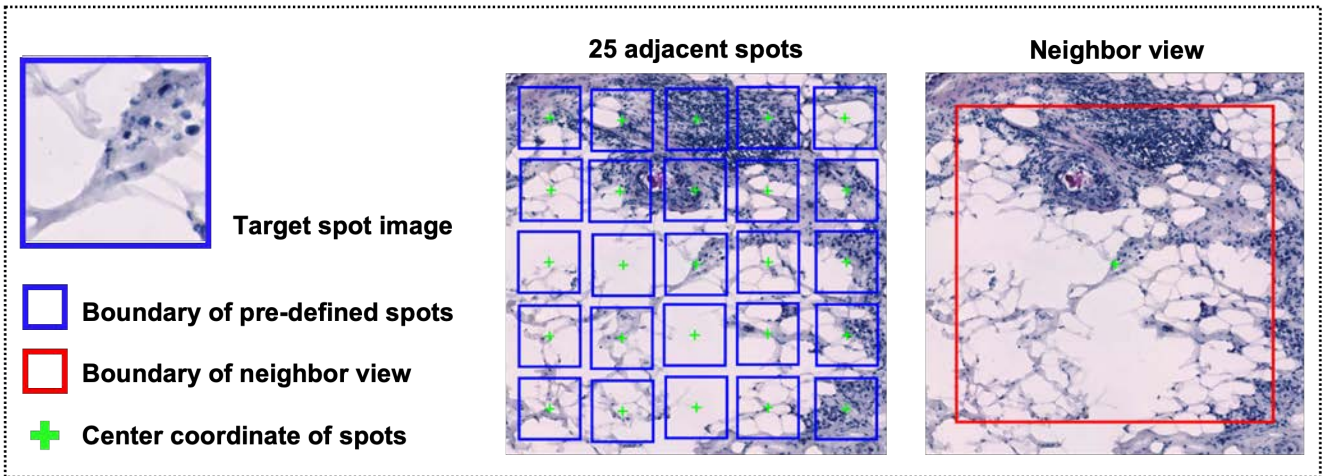 25 adjacent spots
Neighbor view
Target spot image
Boundary of pre-defined spots
Boundary of neighbor view
Center coordinate of spots